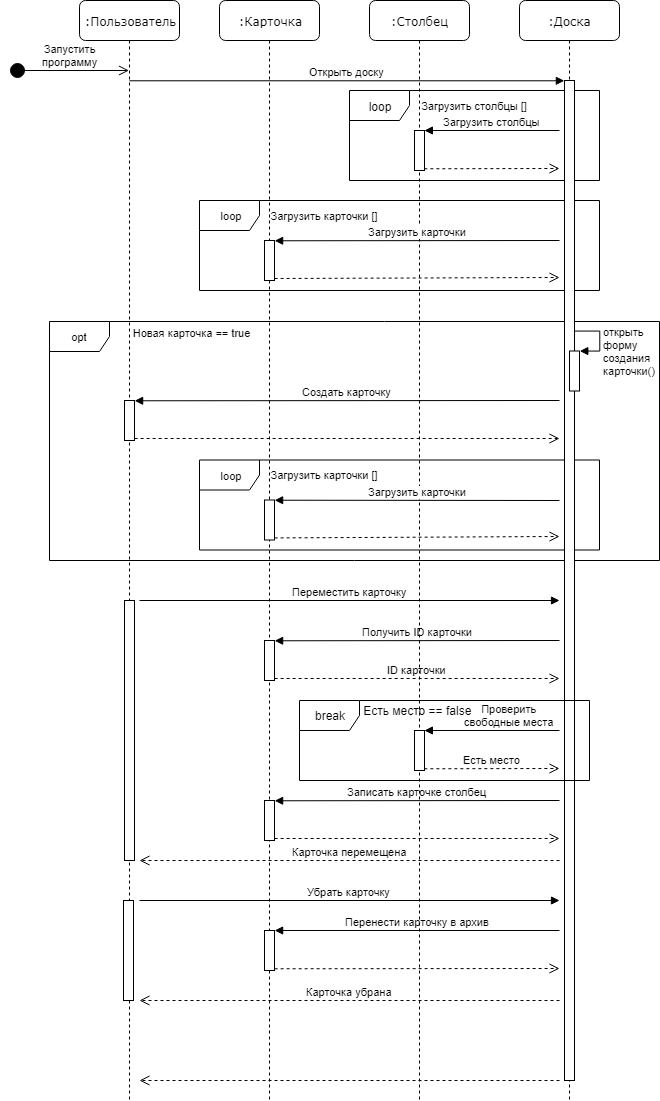 :Пользователь
:Карточка
:Столбец
:Доска
Запустить
программу
Открыть доску
loop
Загрузить столбцы []
Загрузить столбцы
loop
Загрузить карточки []
Загрузить карточки
opt
Новая карточка == true
открыть
форму
создания
карточки()
Создать карточку
loop
Загрузить карточки []
Загрузить карточки
Переместить карточку
Получить ID карточки
ID карточки
break
Есть место == false
Проверить
свободные места
Есть место
Записать карточке столбец
Карточка перемещена
Убрать карточку
Перенести карточку в архив
Карточка убрана